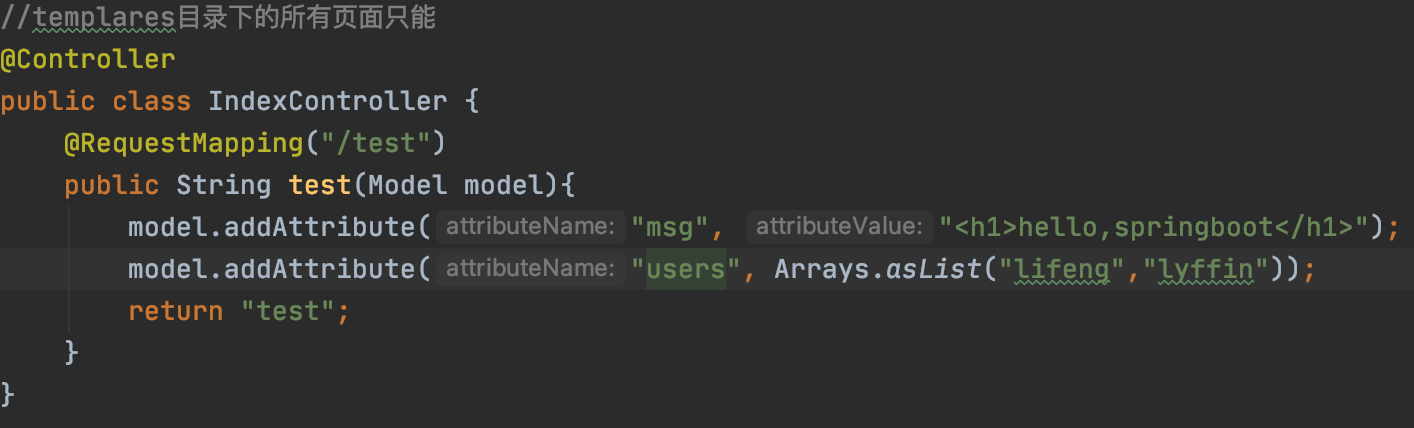 //templares目录下的所有页面只能
@Controller
public class IndexController {
@RequestMapping("/test")
public String test(Model model){
model.addAttribute( attributeName: "msg", attributeValue: "<h1>hello,springboot</h1>");
model.addAttribute( attributeName: "users", Arrays.asList("lifeng","lyffin"));
return "test";
}
}